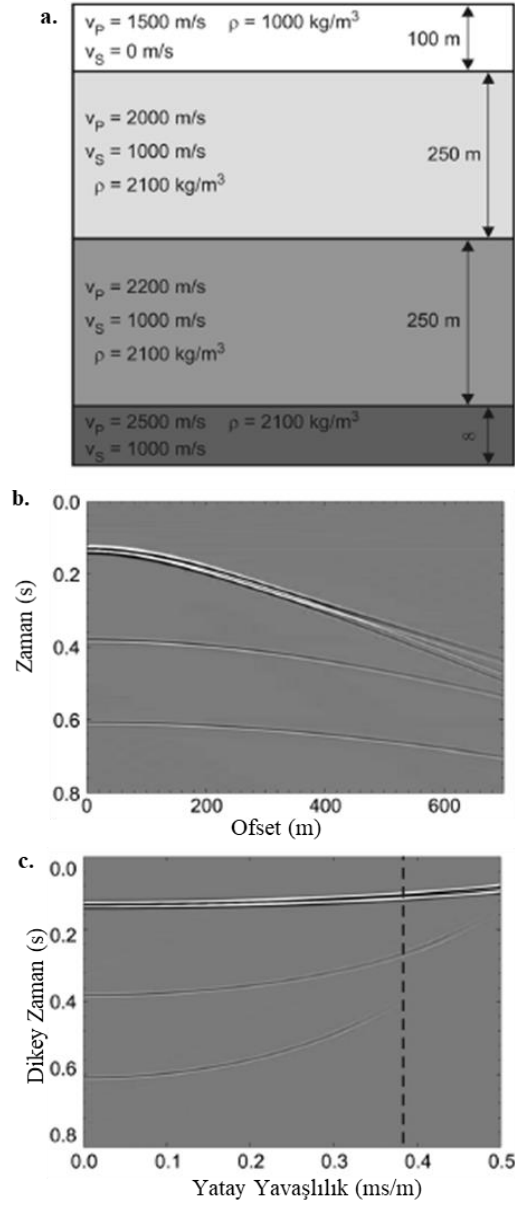 a.
v_P = 1500 m/s ρ = 1000 kg/m³
v_S = 0 m/s
100 m
v_P = 2000 m/s
v_S = 1000 m/s
ρ = 2100 kg/m³
250 m
v_P = 2200 m/s
v_S = 1000 m/s
ρ = 2100 kg/m³
250 m
v_P = 2500 m/s ρ = 2100 kg/m³
v_S = 1000 m/s
∞
b.
0.0
0.2
0.4
0.6
0.8
Zaman (s)
0 200 400 600
Ofset (m)
c.
0.0
0.2
0.4
0.6
0.8
Dikey Zaman (s)
0.0 0.1 0.2 0.3 0.4 0.5
Yatay Yavaşlılık (ms/m)